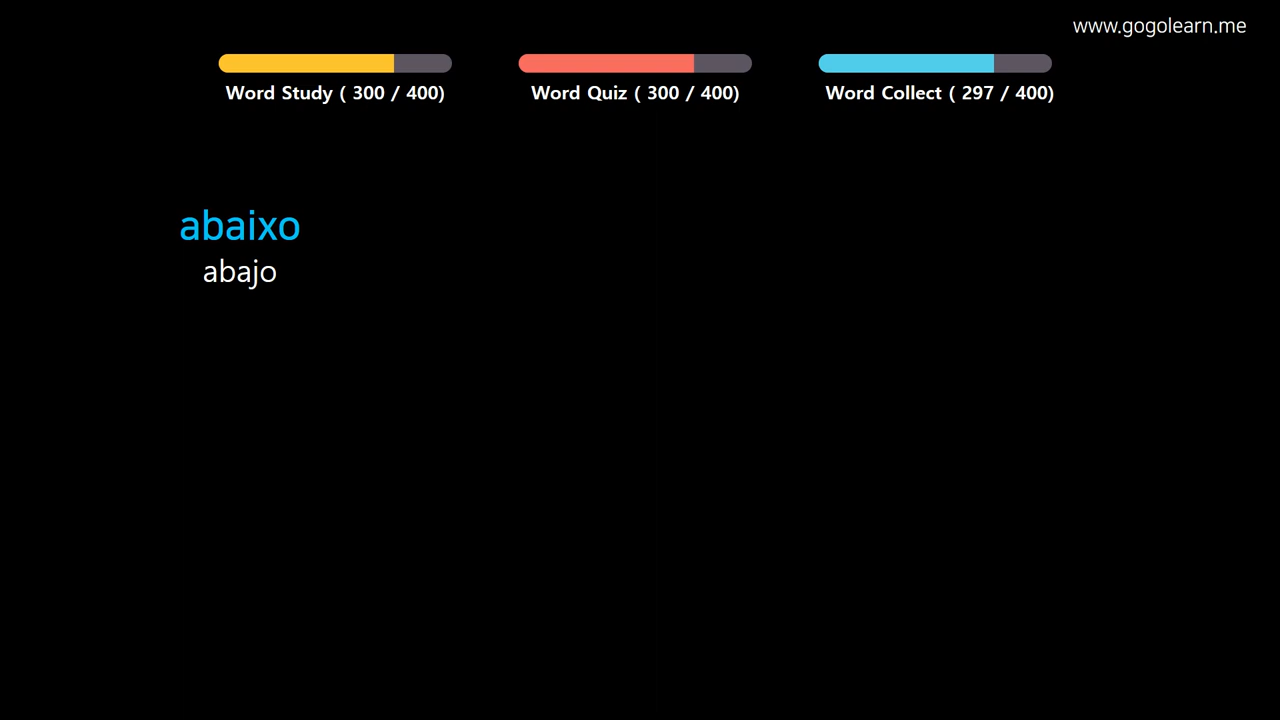 www.gogolearn.me
Word Study ( 300 / 400)
Word Quiz ( 300 / 400)
Word Collect ( 297 / 400)
abaixo
abajo